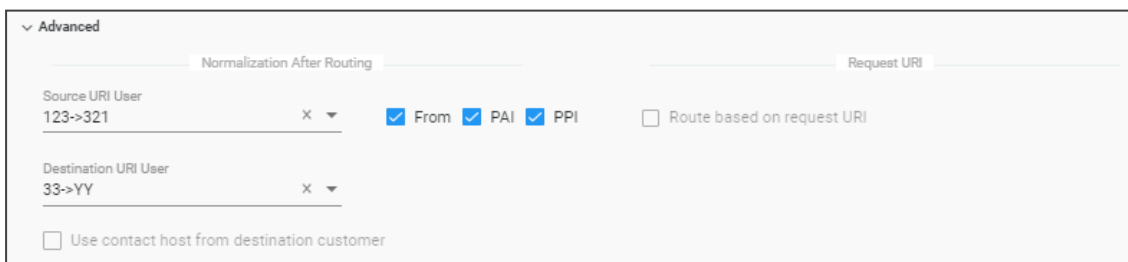 Advanced
Normalization After Routing
Request URI
Source URI User
123->321
From PAI PPI
Route based on request URI
Destination URI User
33->YY
Use contact host from destination customer